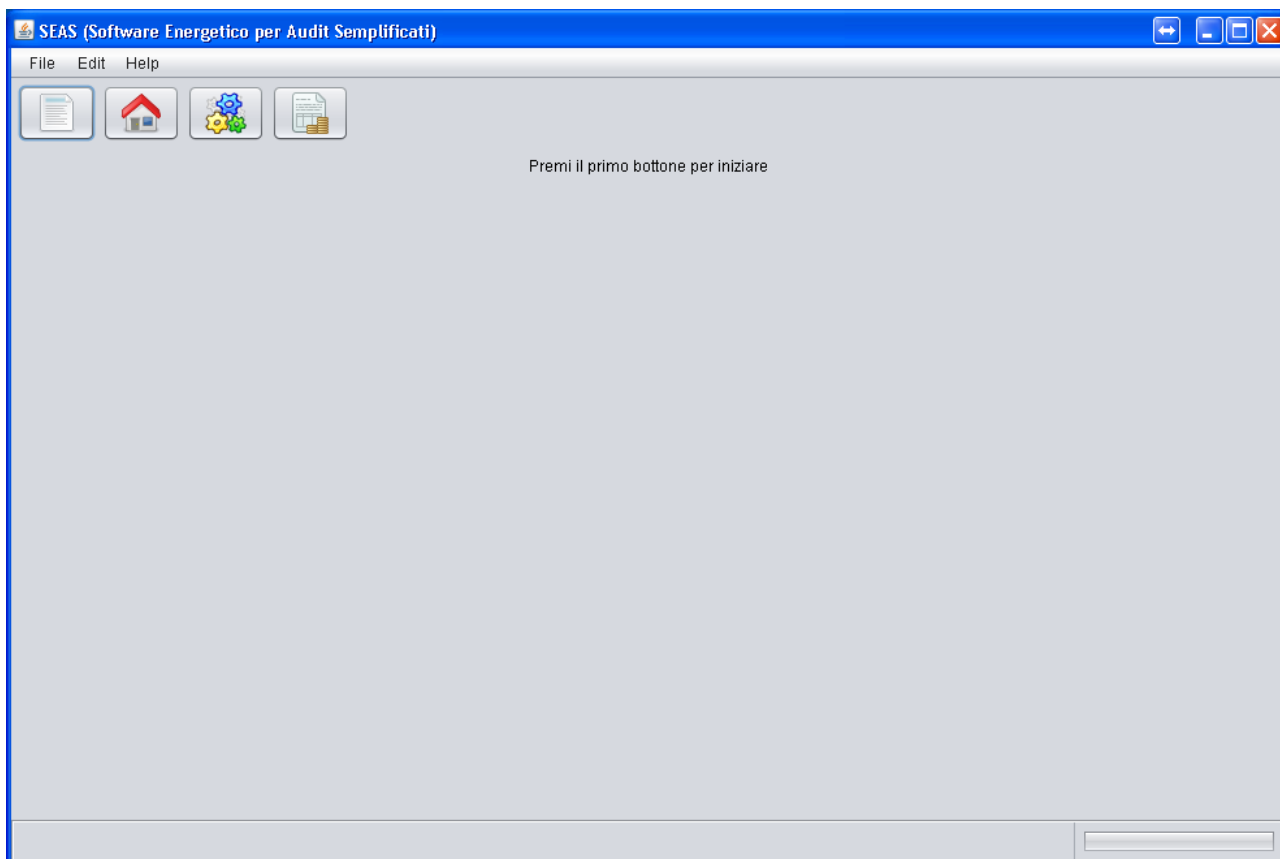 SEAS (Software Energetico per Audit Semplificati)
File Edit Help
Premi il primo bottone per iniziare